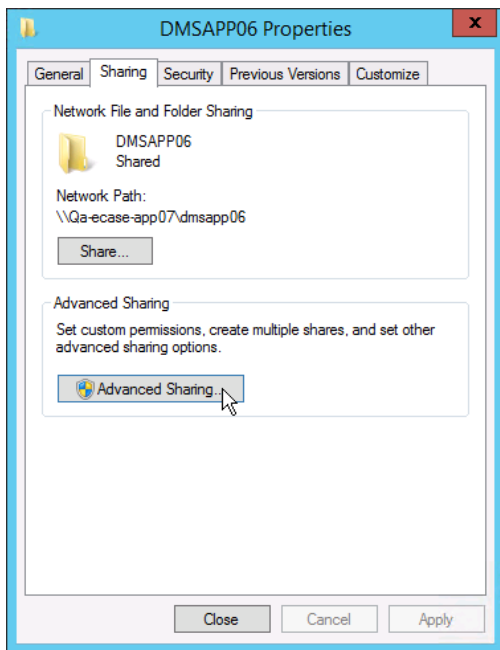 DMSAPP06 Properties
x
General Sharing Security Previous Versions Customize
Network File and Folder Sharing
DMSAPP06
Shared
Network Path:
\\Qa-ecase-app07\dmsapp06
Share...
Advanced Sharing
Set custom permissions, create multiple shares, and set other
advanced sharing options.
Advanced Sharing...
Close Cancel Apply